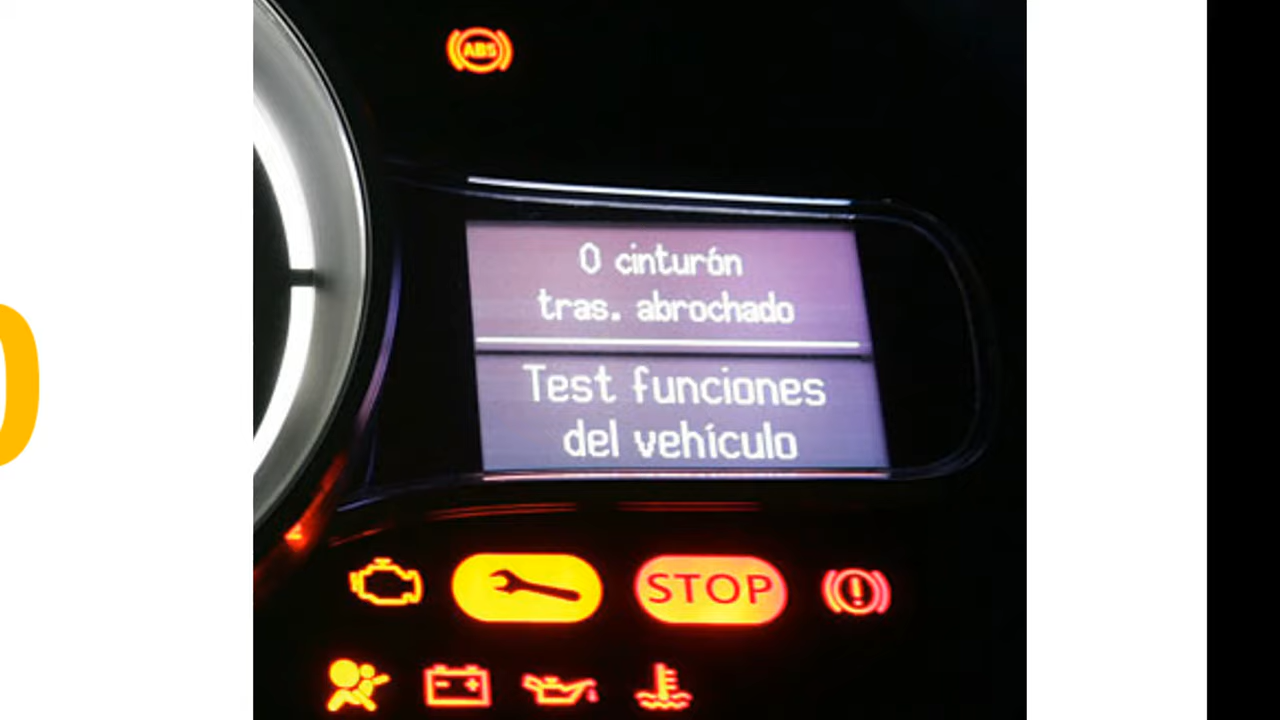 ABS
0 cinturón
tras. abrochado
Test funciones
del vehículo
STOP